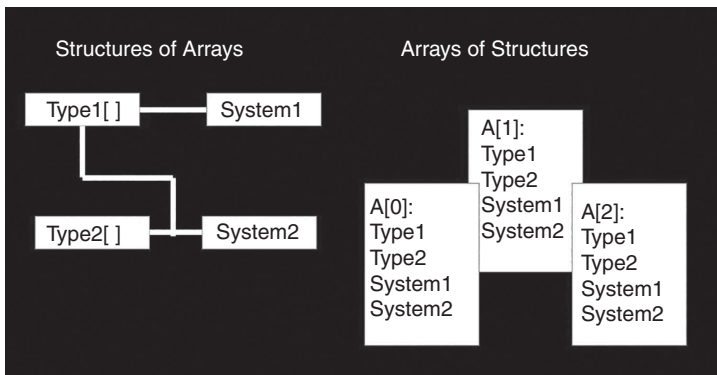 Structures of Arrays
Arrays of Structures
Type1[ ]
System1
Type2[ ]
System2
A[0]:
Type1
Type2
System1
System2
A[1]:
Type1
Type2
System1
System2
A[2]:
Type1
Type2
System1
System2